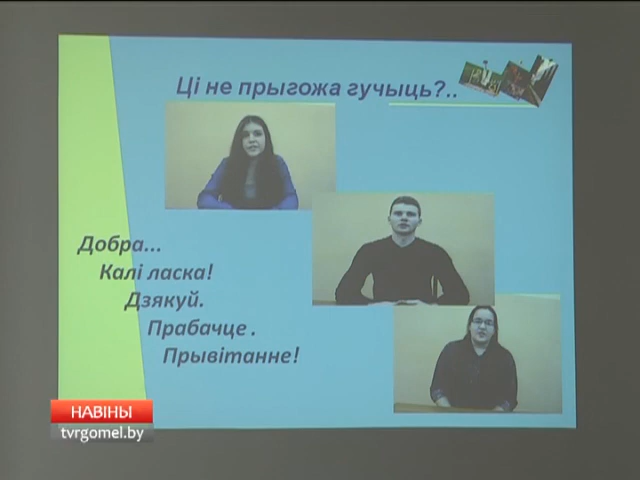 Ці не прыгожа гучыць?..
Добра...
Калі ласка!
Дзякуй.
Прабачце.
Прывітанне!
НАВІНЫ
tvrgomel.by